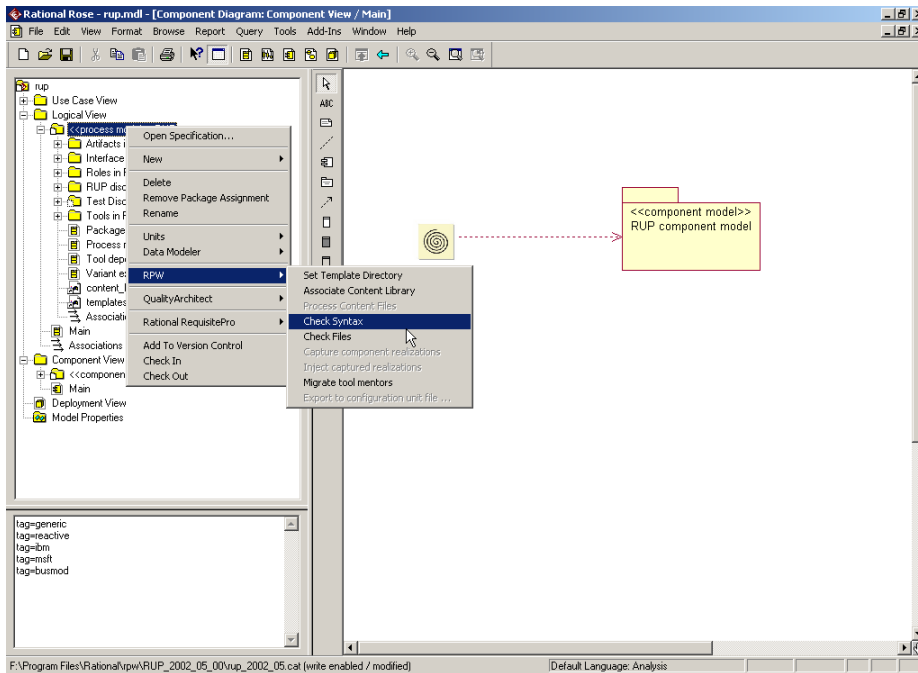 Rational Rose - rup.mdl - [Component Diagram: Component View / Main]
File Edit View Format Browse Report Query Tools Add-Ins Window Help
rup
Use Case View
Logical View
<<process mo
Artifacts i
Interface
Roles in F
RUP disc
Test Disc
Tools in F
Package
Process r
Tool dep
Variant e
content_l
templates
Associati
Main
Associations
Component View
<<componen
Main
Deployment View
Model Properties
Open Specification...
New
Delete
Remove Package Assignment
Rename
Units
Data Modeler
RPW
QualityArchitect
Rational RequisitePro
Add To Version Control
Check In
Check Out
Set Template Directory
Associate Content Library
Process Content Files
Check Syntax
Check Files
Capture component realizations
Inject captured realizations
Migrate tool mentors
Export to configuration unit file ...
ABC
<<component model>>
RUP component model
tag=generic
tag=reactive
tag=ibm
tag=msft
tag=busmod
F:\Program Files\Rational\rpw\RUP_2002_05_00\rup_2002_05.cat (write enabled / modified)
Default Language: Analysis